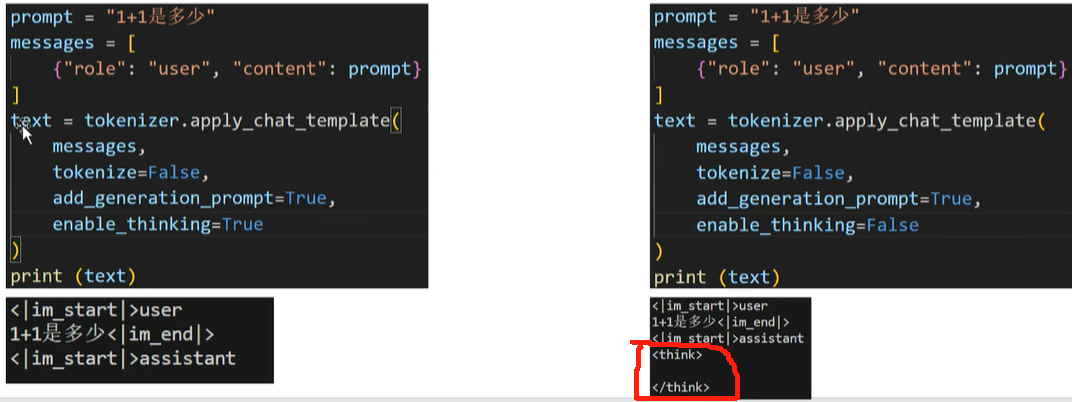 prompt = "1+1是多少"
messages = [
    {"role": "user", "content": prompt}
]
text = tokenizer.apply_chat_template(
    messages,
    tokenize=False,
    add_generation_prompt=True,
    enable_thinking=True
)
print (text)
<|im_start|>user
1+1是多少<|im_end|>
<|im_start|>assistant
prompt = "1+1是多少"
messages = [
    {"role": "user", "content": prompt}
]
text = tokenizer.apply_chat_template(
    messages,
    tokenize=False,
    add_generation_prompt=True,
    enable_thinking=False
)
print (text)
<|im_start|>user
1+1是多少<|im_end|>
<|im_start|>assistant
<think>
</think>